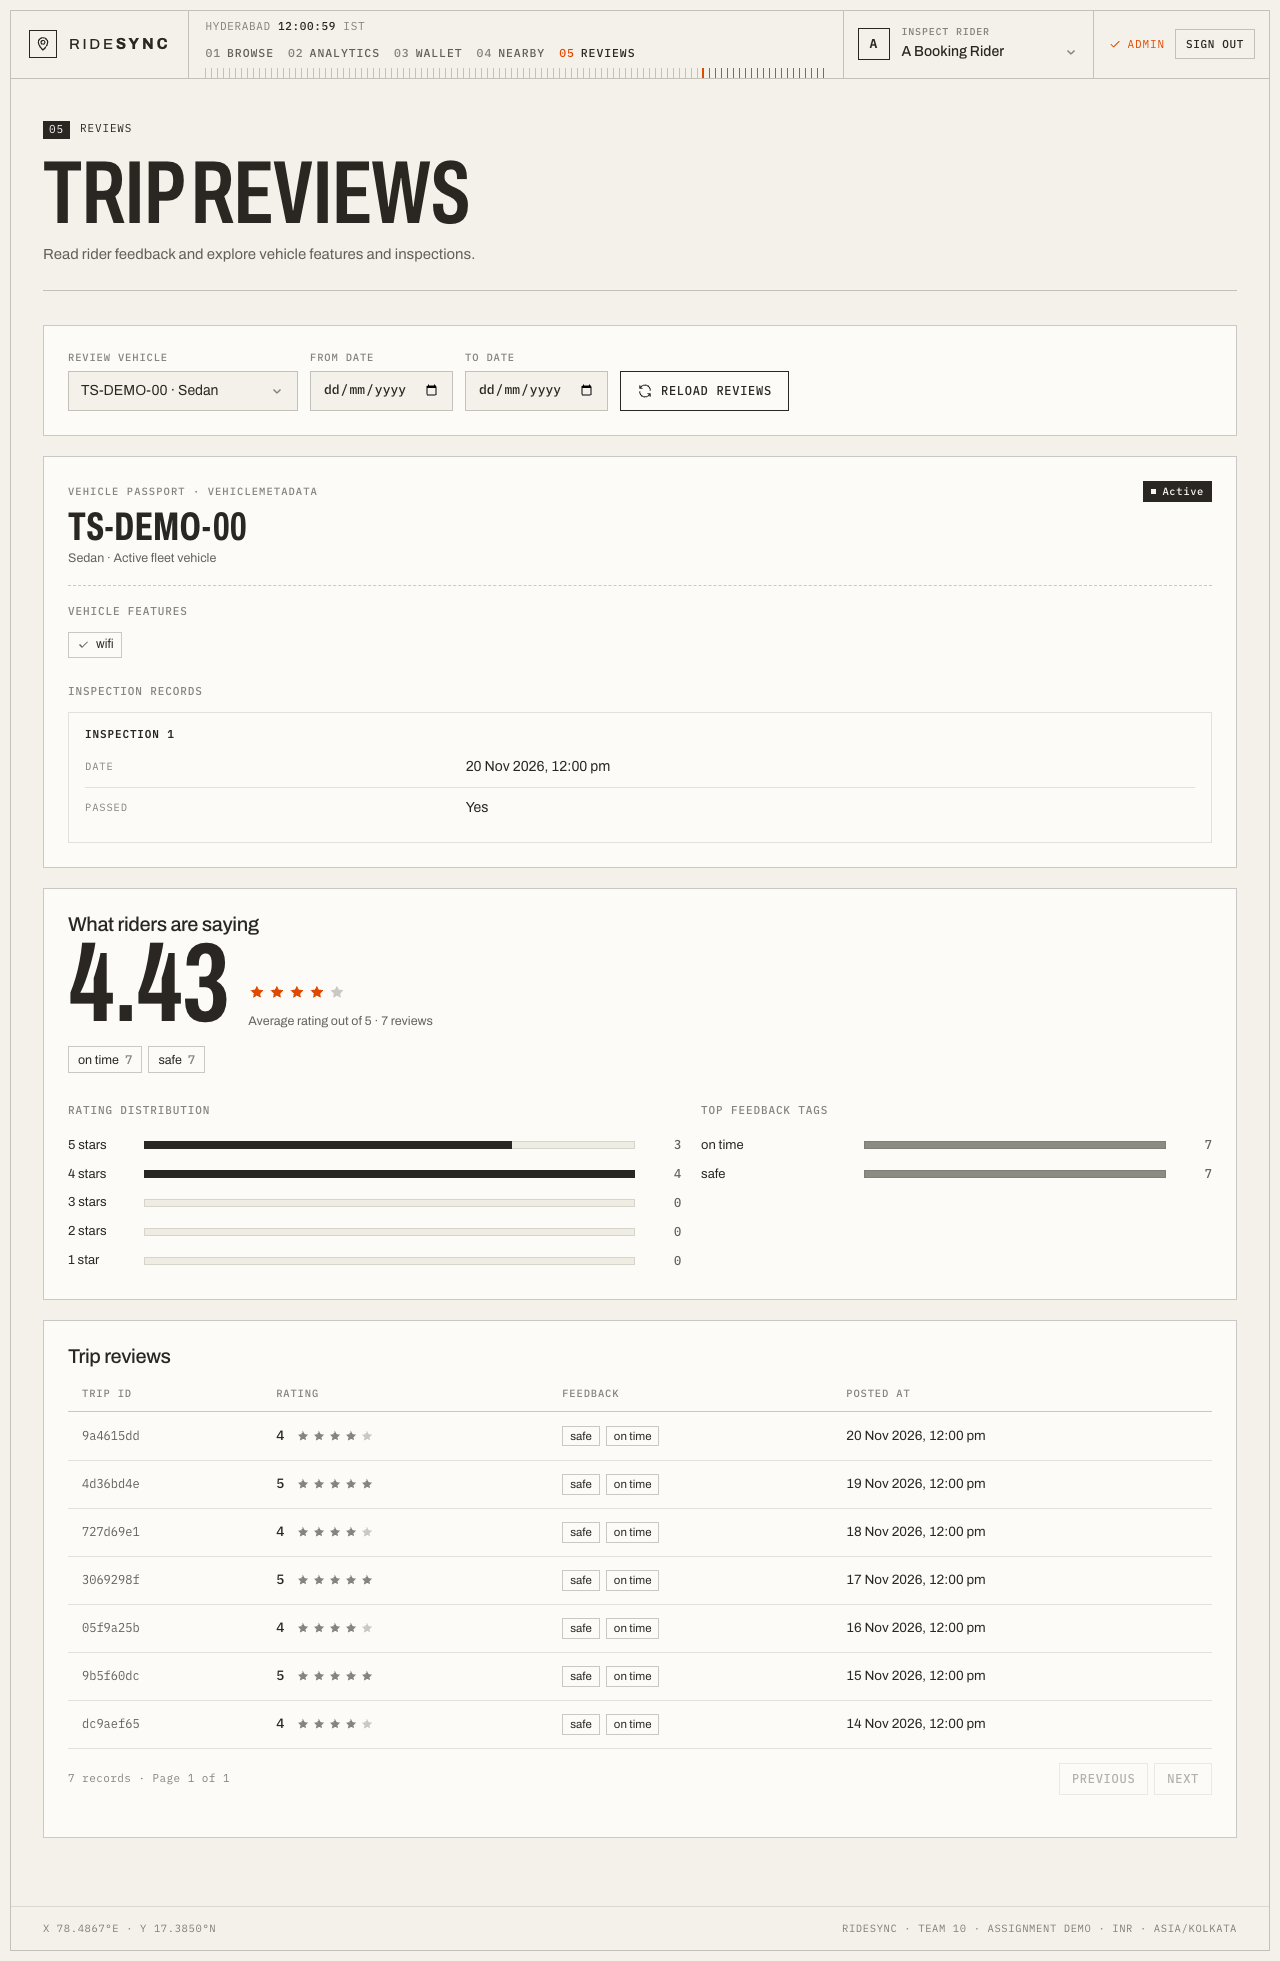 RIDESYNC
HYDERABAD 12:00:59 IST
01 BROWSE 02 ANALYTICS 03 WALLET 04 NEARBY 05 REVIEWS
A
INSPECT RIDER
A Booking Rider
ADMIN
SIGN OUT
05 REVIEWS
TRIP REVIEWS
Read rider feedback and explore vehicle features and inspections.
REVIEW VEHICLE FROM DATE TO DATE
TS-DEMO-00 · Sedan dd/mm/yyyy dd/mm/yyyy RELOAD REVIEWS
VEHICLE PASSPORT · VEHICLEMETADATA
Active
TS-DEMO-00
Sedan · Active fleet vehicle
VEHICLE FEATURES
wifi
INSPECTION RECORDS
INSPECTION 1
DATE 20 Nov 2026, 12:00 pm
PASSED Yes
What riders are saying
4.43
Average rating out of 5 · 7 reviews
on time 7 safe 7
RATING DISTRIBUTION
5 stars 3
4 stars 4
3 stars 0
2 stars 0
1 star 0
TOP FEEDBACK TAGS
on time 7
safe 7
Trip reviews
TRIP ID RATING FEEDBACK POSTED AT
9a4615dd 4 safe on time 20 Nov 2026, 12:00 pm
4d36bd4e 5 safe on time 19 Nov 2026, 12:00 pm
727d69e1 4 safe on time 18 Nov 2026, 12:00 pm
3069298f 5 safe on time 17 Nov 2026, 12:00 pm
05f9a25b 4 safe on time 16 Nov 2026, 12:00 pm
9b5f60dc 5 safe on time 15 Nov 2026, 12:00 pm
dc9aef65 4 safe on time 14 Nov 2026, 12:00 pm
7 records · Page 1 of 1
PREVIOUS NEXT
X 78.4867°E · Y 17.3850°N
RIDESYNC · TEAM 10 · ASSIGNMENT DEMO · INR · ASIA/KOLKATA